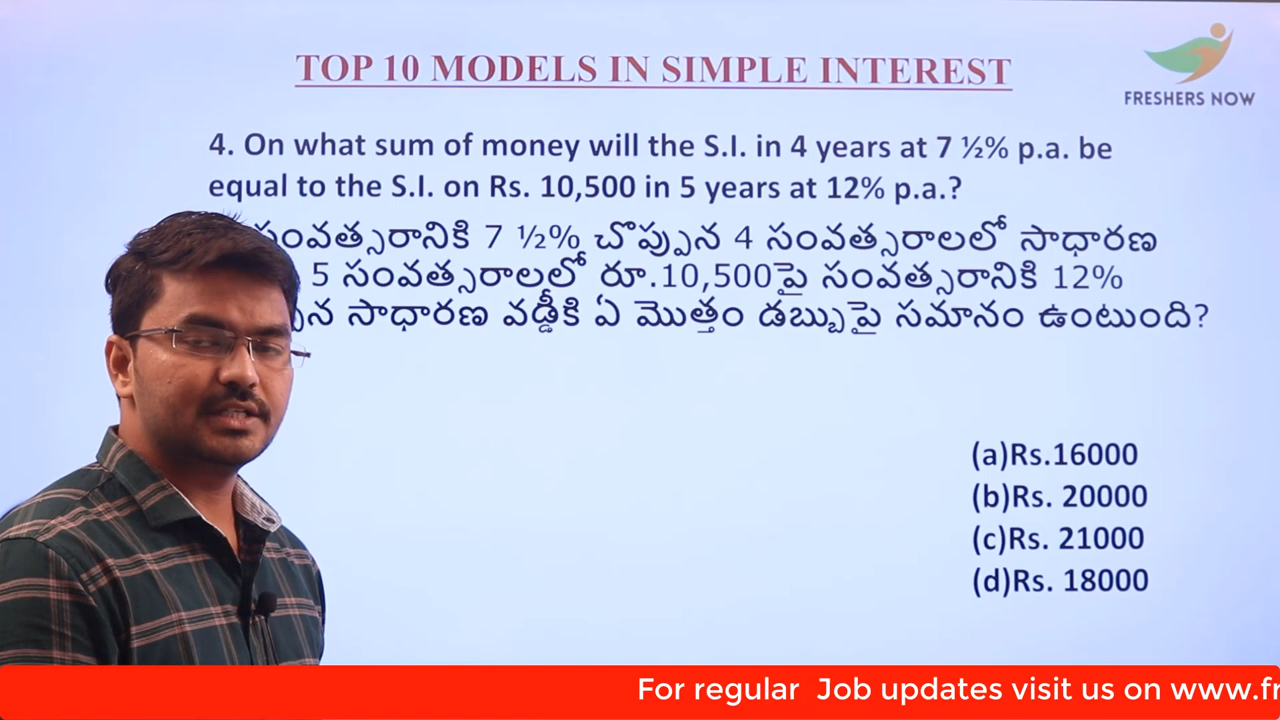 TOP 10 MODELS IN SIMPLE INTEREST
FRESHERS NOW
4. On what sum of money will the S.I. in 4 years at 7 ½% p.a. be
equal to the S.I. on Rs. 10,500 in 5 years at 12% p.a.?
7 ½% చొప్పున 4 సంవత్సరాలలో సాధారణ
5 సంవత్సరాలలో రూ.10,500పై సంవత్సరానికి 12%
సాధారణ వడ్డీకి ఏ మొత్తం డబ్బుపై సమానం ఉంటుంది?
(a)Rs.16000
(b)Rs. 20000
(c)Rs. 21000
(d)Rs. 18000
For regular Job updates visit us on www.fr